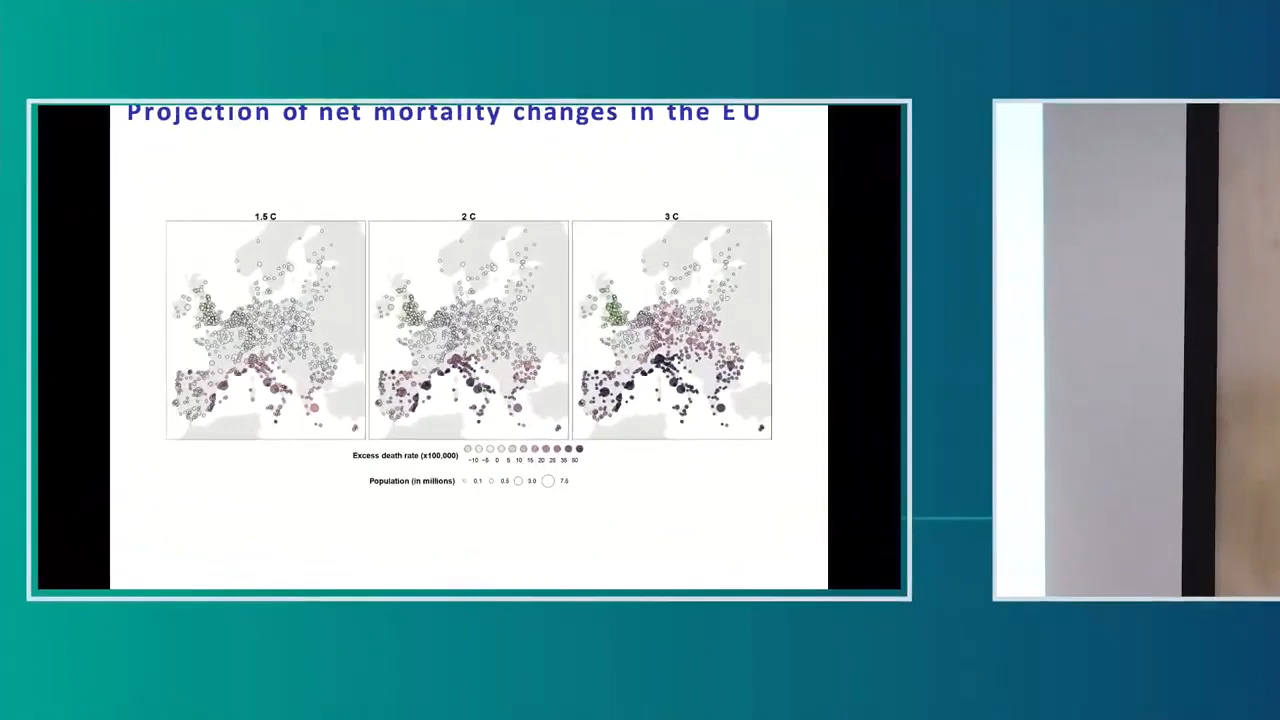 Projection of net mortality changes in the EU
1.5 C 2 C 3 C
Excess death rate (x100,000)
−10 −5 0 5 10 15 20 25 35 50
Population (in millions) 0.1 0.5 3.0 7.5